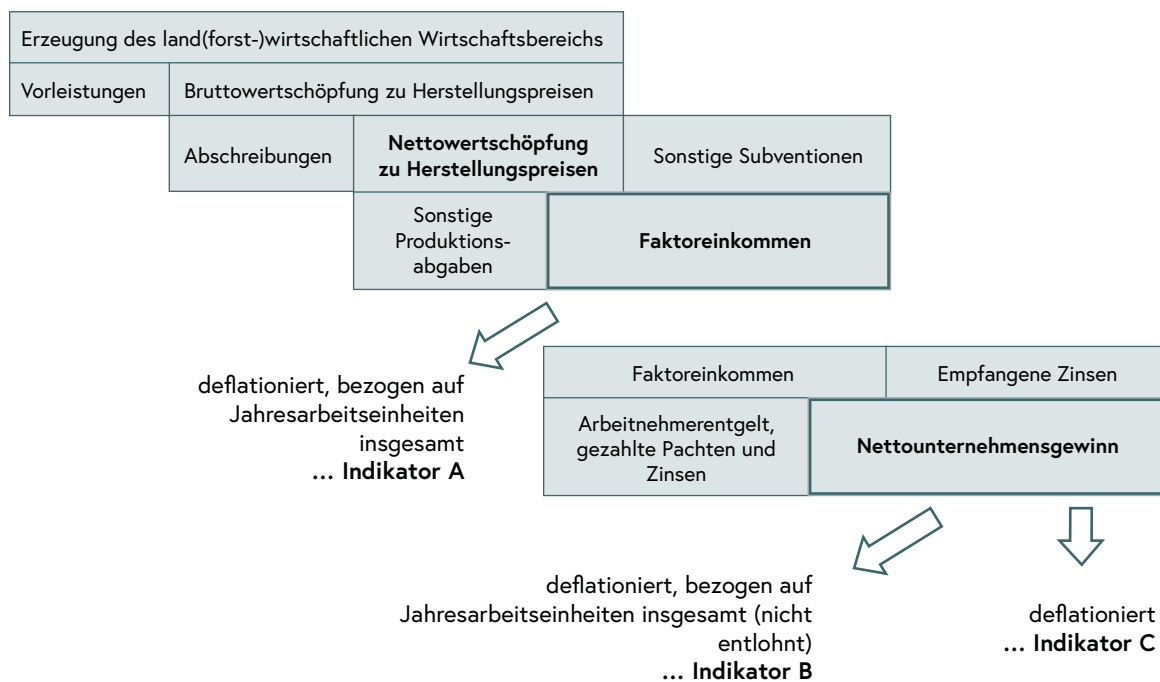 Erzeugung des land(forst-)wirtschaftlichen Wirtschaftsbereichs
Vorleistungen
Bruttowertschöpfung zu Herstellungspreisen
Abschreibungen
Nettowertschöpfung
zu Herstellungspreisen
Sonstige Subventionen
Sonstige
Produktions-
abgaben
Faktoreinkommen
deflationiert, bezogen auf
Jahresarbeitseinheiten
insgesamt
... Indikator A
Faktoreinkommen
Empfangene Zinsen
Arbeitnehmerentgelt,
gezahlte Pachten und
Zinsen
Nettounternehmensgewinn
deflationiert, bezogen auf
Jahresarbeitseinheiten insgesamt (nicht
entlohnt)
... Indikator B
deflationiert
... Indikator C